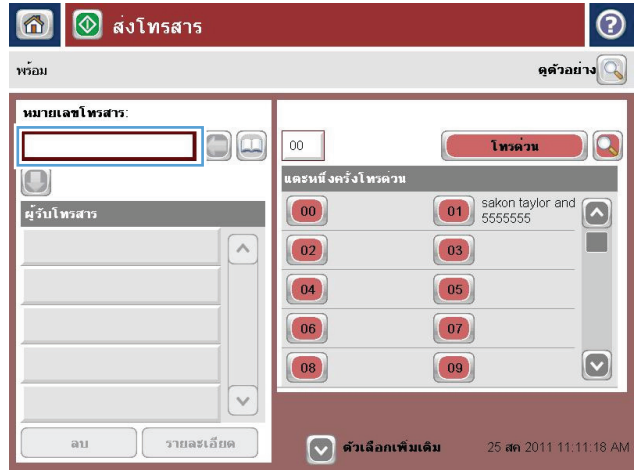 ส่งโทรสาร
พร้อม
ดูตัวอย่าง
หมายเลขโทรสาร:
00
โทรด่วน
แตะหนึ่งครั้งโทรด่วน
ผู้รับโทรสาร
00
01
sakon taylor and
5555555
02
03
04
05
06
07
08
09
ลบ
รายละเอียด
ตัวเลือกเพิ่มเติม
25 สค 2011 11:11:18 AM